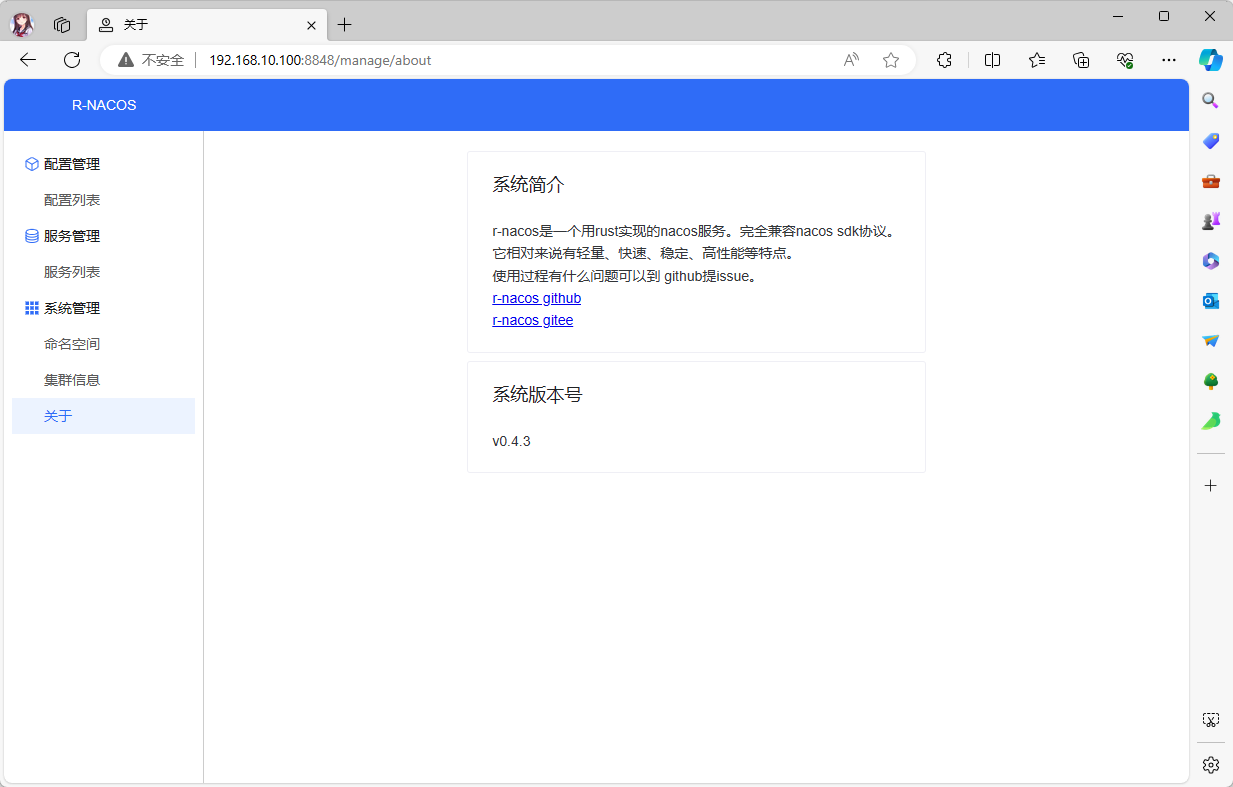 关于
不安全
192.168.10.100:8848/manage/about
R-NACOS
配置管理
配置列表
服务管理
服务列表
系统管理
命名空间
集群信息
关于
系统简介
r-nacos是一个用rust实现的nacos服务。完全兼容nacos sdk协议。
它相对来说有轻量、快速、稳定、高性能等特点。
使用过程有什么问题可以到 github提issue。
r-nacos github
r-nacos gitee
系统版本号
v0.4.3